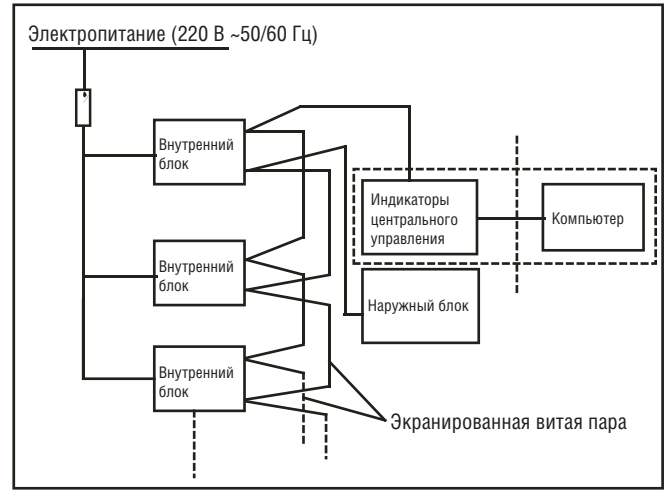 Электропитание (220 В ~50/60 Гц)
Внутренний
блок
Индикаторы
центрального
управления
Компьютер
Внутренний
блок
Наружный блок
Внутренний
блок
Экранированная витая пара